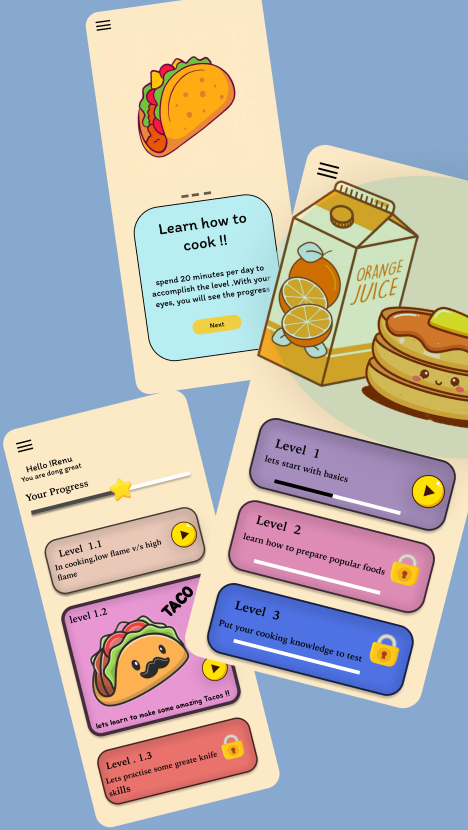 Learn how to
cook !!
spend 20 minutes per day to
accomplish the level .With your
eyes, you will see the progress
Next
ORANGE
JUICE
Level 1
lets start with basics
Level 2
learn how to prepare popular foods
Level 3
Put your cooking knowledge to test
Hello !Renu
You are dong great
Your Progress
Level 1.1
In cooking,low flame v/s high
flame
level 1.2
TACO
lets learn to make some amazing Tacos !!
Level . 1.3
Lets practise some greate knife
skills